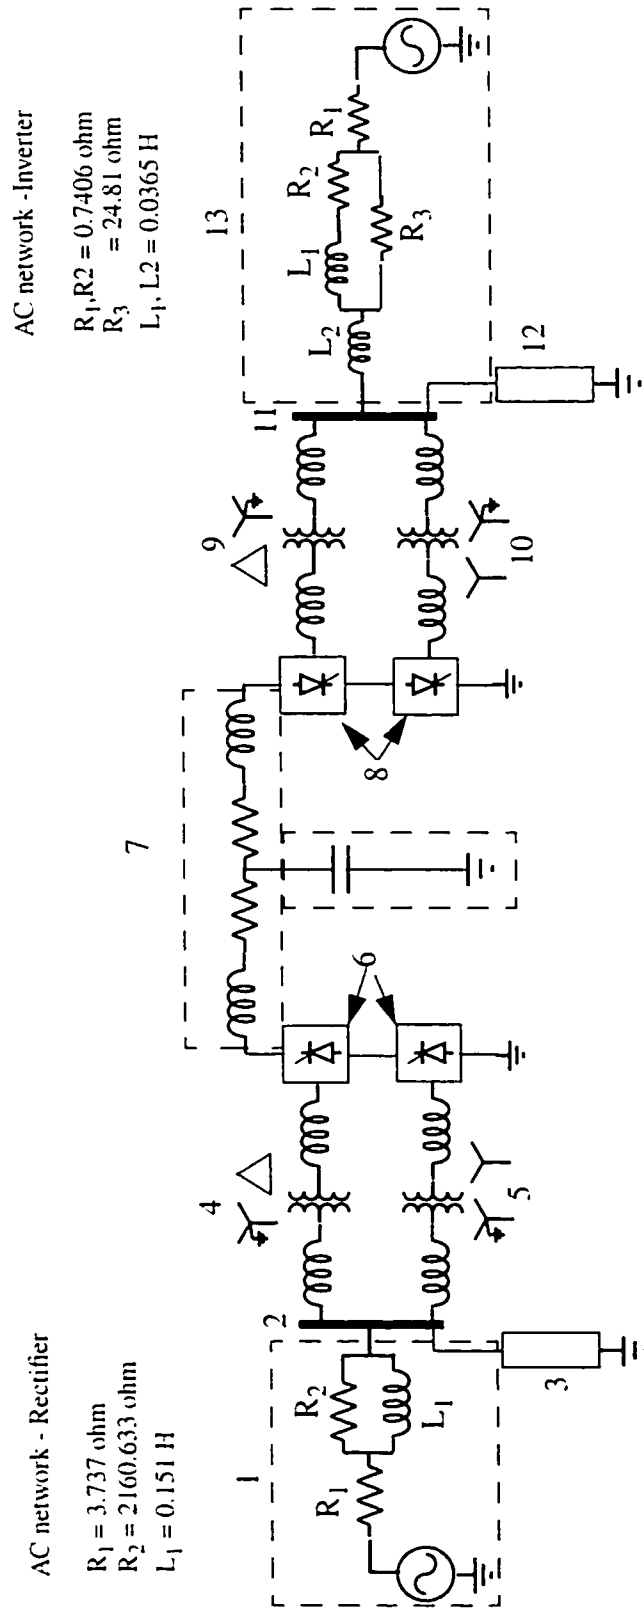 AC network - Rectifier
R1 = 3.737 ohm
R2 = 2160.633 ohm
L1 = 0.151 H
AC network -Inverter
R1,R2 = 0.7406 ohm
R3 = 24.81 ohm
L1, L2 = 0.0365 H
1
R1
R2
L1
2
3
4
5
6
7
8
9
10
11
12
13
L2
L1
R2
R3
R1